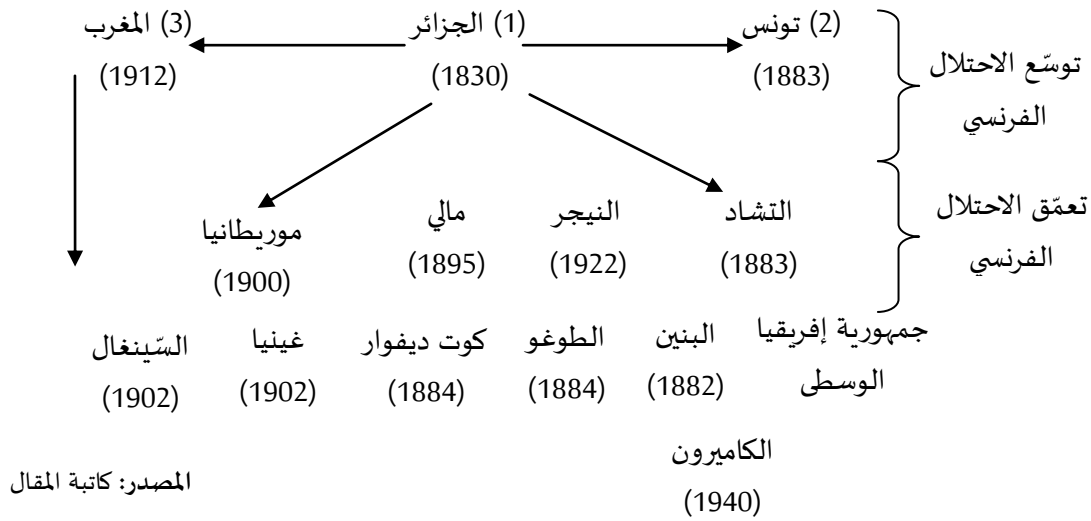 (2) تونس (1) الجزائر (3) المغرب
(1883) (1830) (1912)
توسّع الاحتلال
الفرنسي
التشاد النيجر مالي موريطانيا
(1883) (1922) (1895) (1900)
تعمّق الاحتلال
الفرنسي
جمهورية إفريقيا
الوسطى
البنين الطوغو كوت ديفوار غينيا السّينغال
(1882) (1884) (1884) (1902) (1902)
الكاميرون
(1940)
المصدر: كاتبة المقال